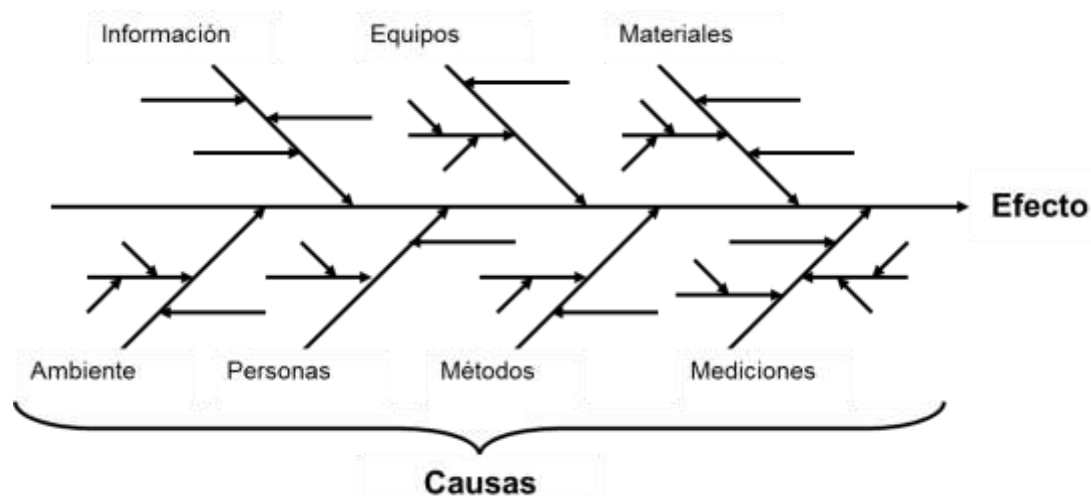 Información
Equipos
Materiales
Efecto
Ambiente
Personas
Métodos
Mediciones
Causas